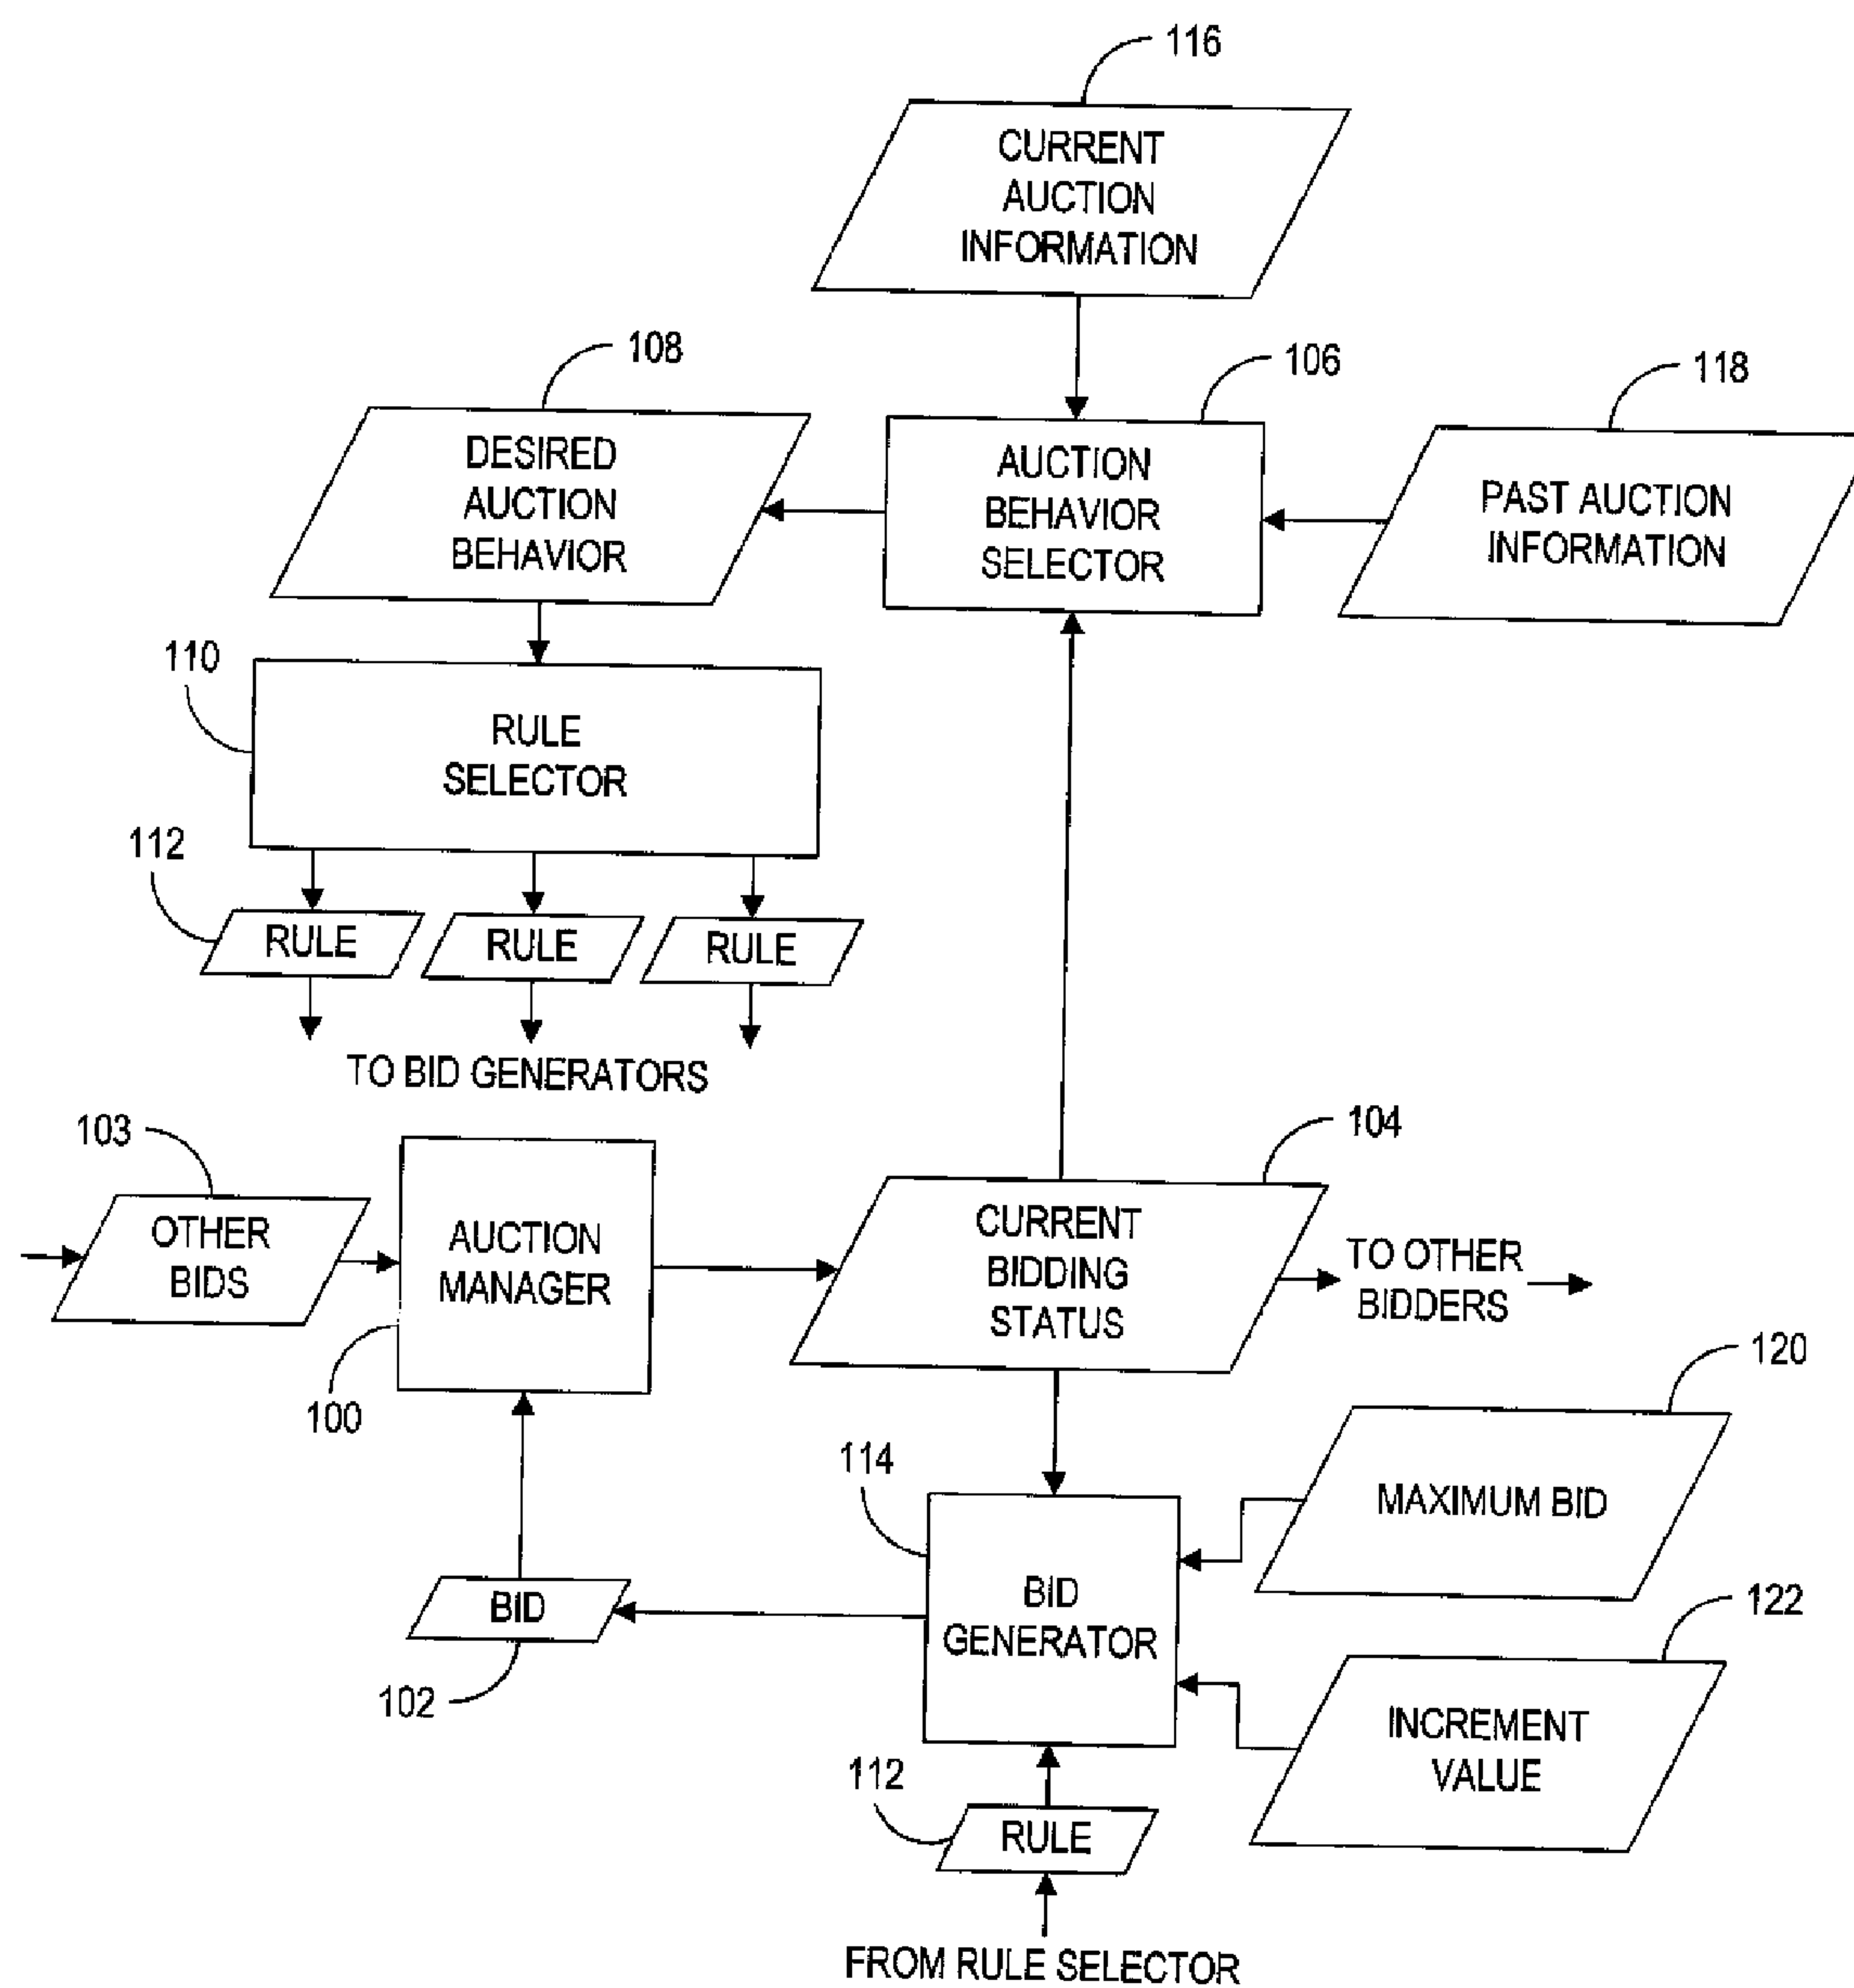 116
CURRENT
AUCTION
INFORMATION
108
106
118
DESIRED
AUCTION
BEHAVIOR
AUCTION
BEHAVIOR
SELECTOR
PAST AUCTION
INFORMATION
110
RULE
SELECTOR
112
RULE
RULE
RULE
TO BID GENERATORS
103
104
OTHER
BIDS
AUCTION
MANAGER
CURRENT
BIDDING
STATUS
TO OTHER
BIDDERS
100
120
114
MAXIMUM BID
BID
BID
GENERATOR
102
122
INCREMENT
VALUE
112
RULE
FROM RULE SELECTOR